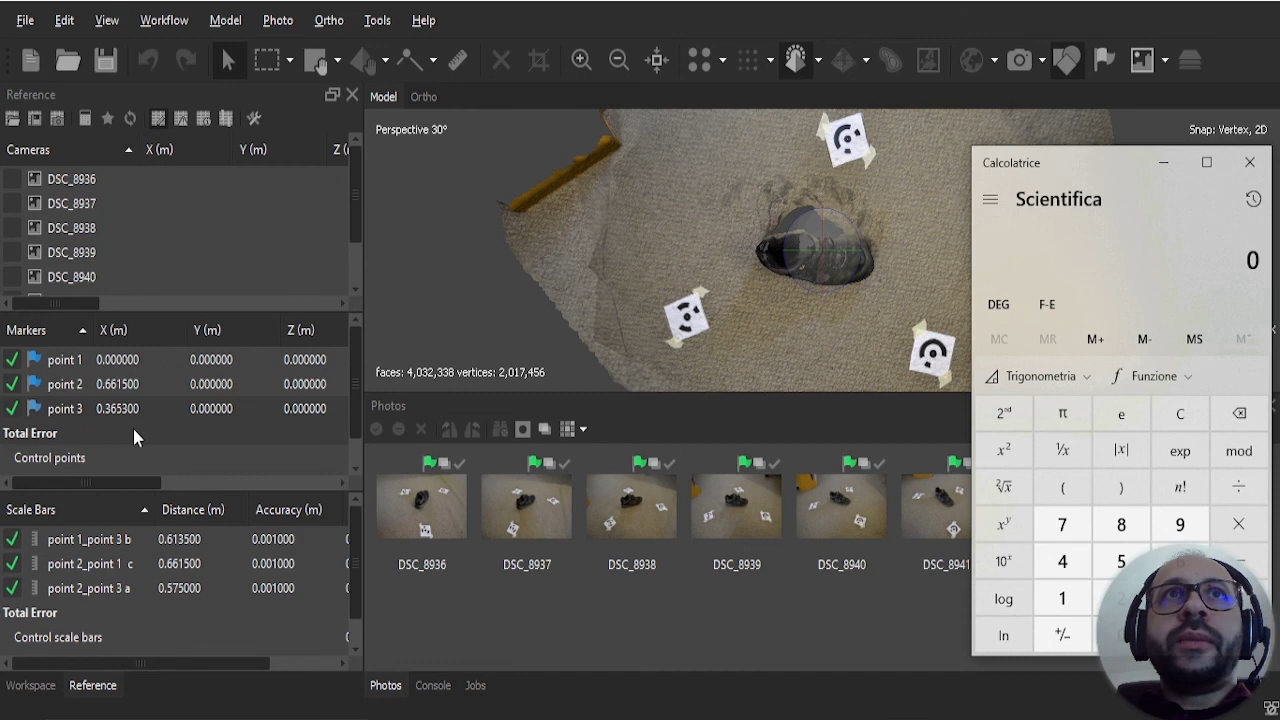 File Edit View Workflow Model Photo Ortho Tools Help
Reference
Model Ortho
Perspective 30°
Snap: Vertex, 2D
Cameras X (m) Y (m) Z (
DSC_8936
DSC_8937
DSC_8938
DSC_8939
DSC_8940
Markers X (m) Y (m) Z (m)
point 1 0.000000 0.000000 0.000000
point 2 0.661500 0.000000 0.000000
point 3 0.365300 0.000000 0.000000
Total Error
Control points
Scale Bars Distance (m) Accuracy (m)
point 1_point 3 b 0.613500 0.001000
point 2_point 1 c 0.661500 0.001000
point 2_point 3 a 0.575000 0.001000
Total Error
Control scale bars
Workspace Reference
faces: 4,032,338 vertices: 2,017,456
Photos
DSC_8936 DSC_8937 DSC_8938 DSC_8939 DSC_8940 DSC_8941
Photos Console Jobs
Calcolatrice
Scientifica
0
DEG F-E
MC MR M+ M- MS M˅
Trigonometria Funzione
2ⁿᵈ π e C
x² ¹/x |x| exp mod
²√x ( ) n! ÷
xʸ 7 8 9 ×
10ˣ 4 5
log 1
ln +/−